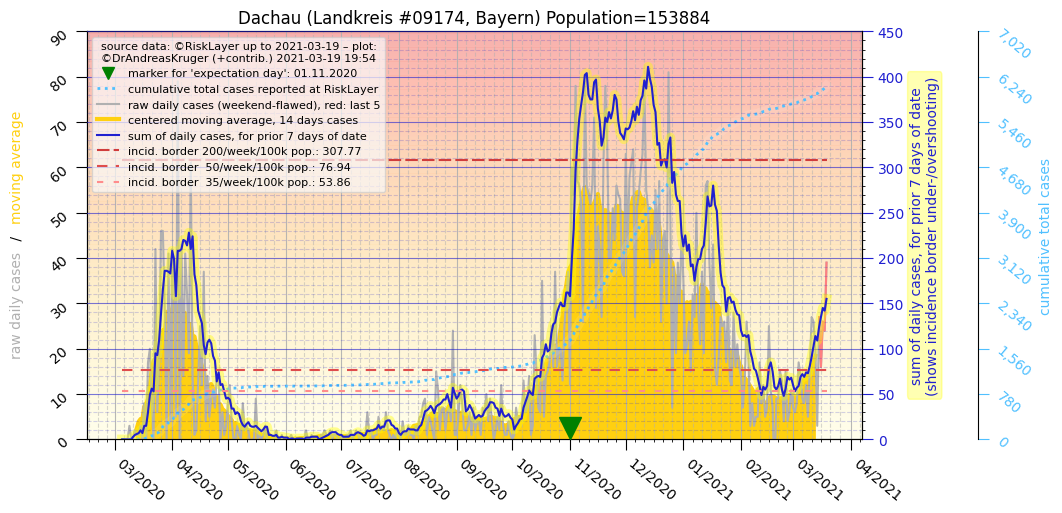 Dachau (Landkreis #09174, Bayern) Population=153884
source data: ©RiskLayer up to 2021-03-19 – plot:
©DrAndreasKruger (+contrib.) 2021-03-19 19:54
marker for 'expectation day': 01.11.2020
cumulative total cases reported at RiskLayer
raw daily cases (weekend-flawed), red: last 5
centered moving average, 14 days cases
sum of daily cases, for prior 7 days of date
incid. border 200/week/100k pop.: 307.77
incid. border  50/week/100k pop.: 76.94
incid. border  35/week/100k pop.: 53.86
raw daily cases  /  moving average
90
80
70
60
50
40
30
20
10
0
03/2020
04/2020
05/2020
06/2020
07/2020
08/2020
09/2020
10/2020
11/2020
12/2020
01/2021
02/2021
03/2021
04/2021
450
400
350
300
250
200
150
100
50
0
sum of daily cases, for prior 7 days of date
(shows incidence border under-/overshooting)
7,020
6,240
5,460
4,680
3,900
3,120
2,340
1,560
780
0
cumulative total cases